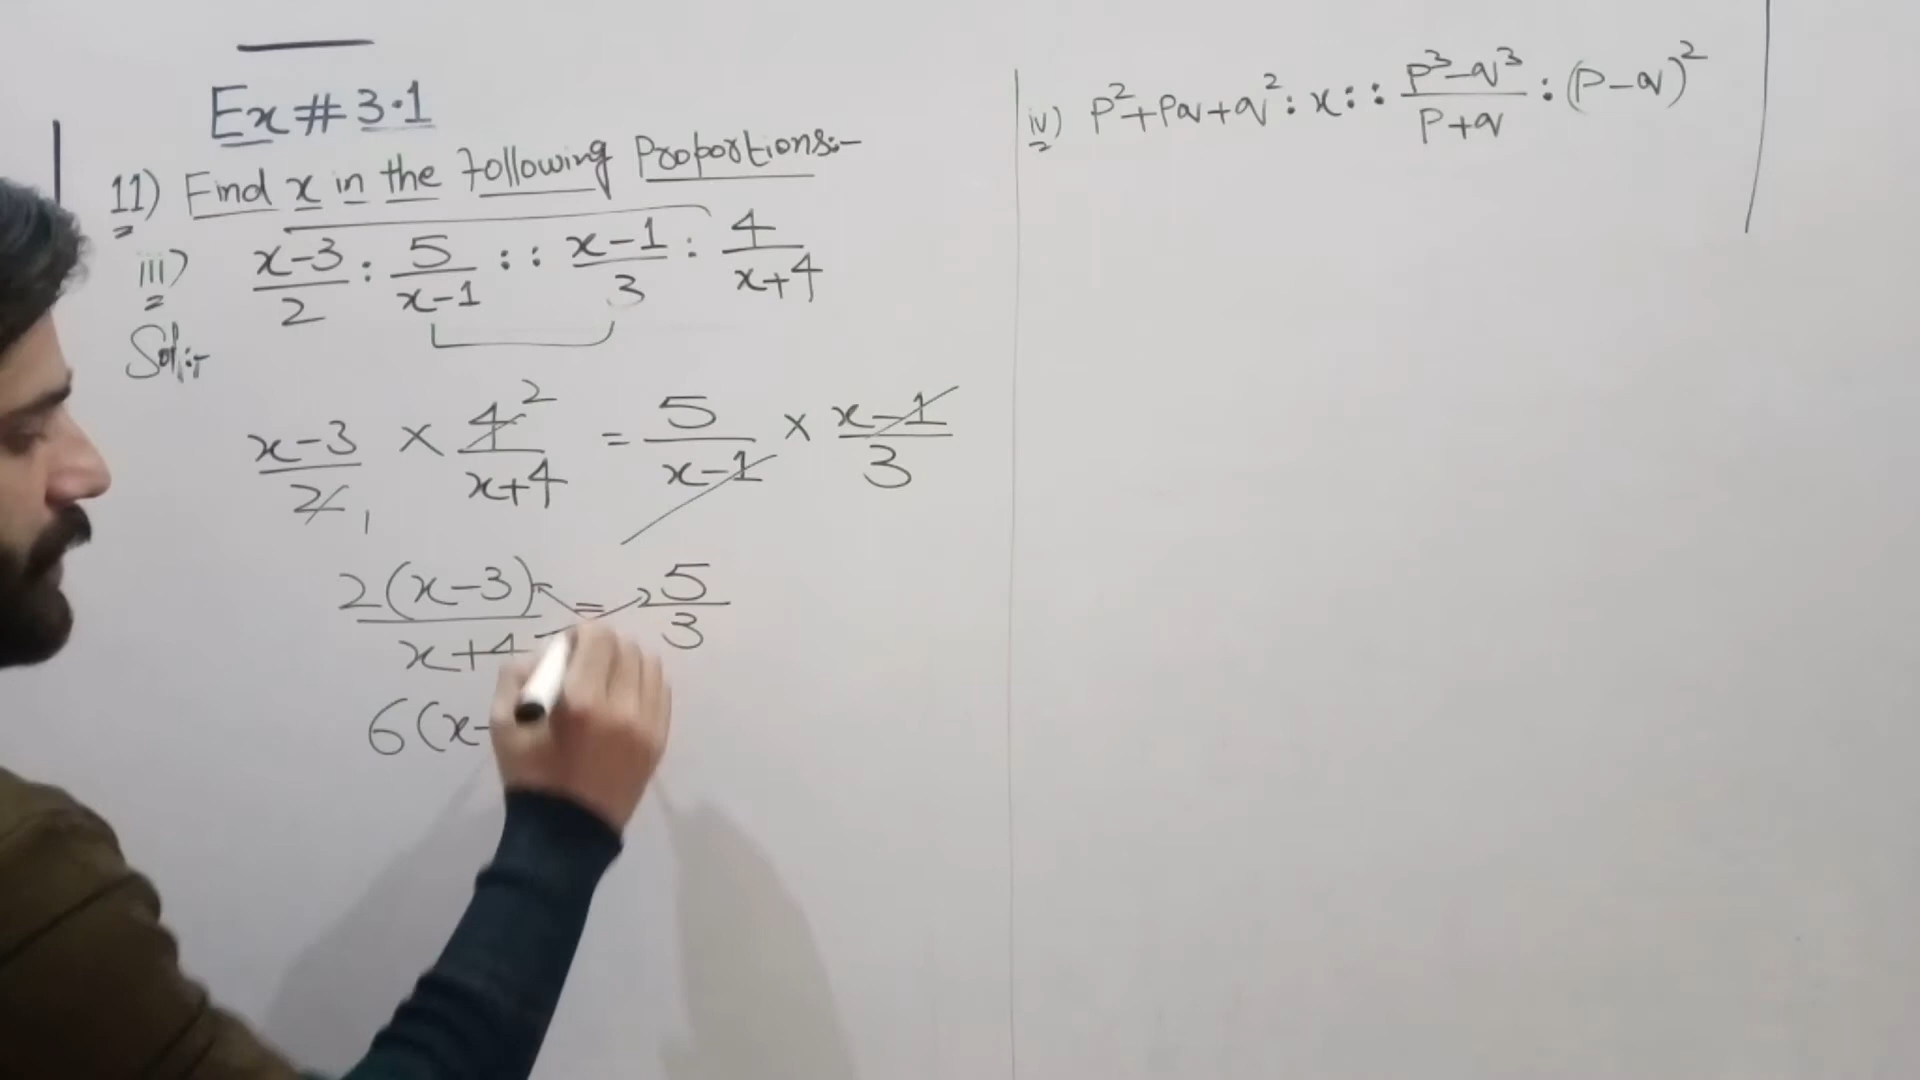 Ex # 3.1
11) Find x in the following Proportions:-
iii) x-3/2 : 5/x-1 :: x-1/3 : 4/x+4
Sol:-
x-3/2 1 × 4 2/x+4 = 5/x-1 × x-1/3
2(x-3)/x+4 = 5/3
6(x-
iv) P²+Pq+q² : x :: P³-q³/P+q : (P-q)²